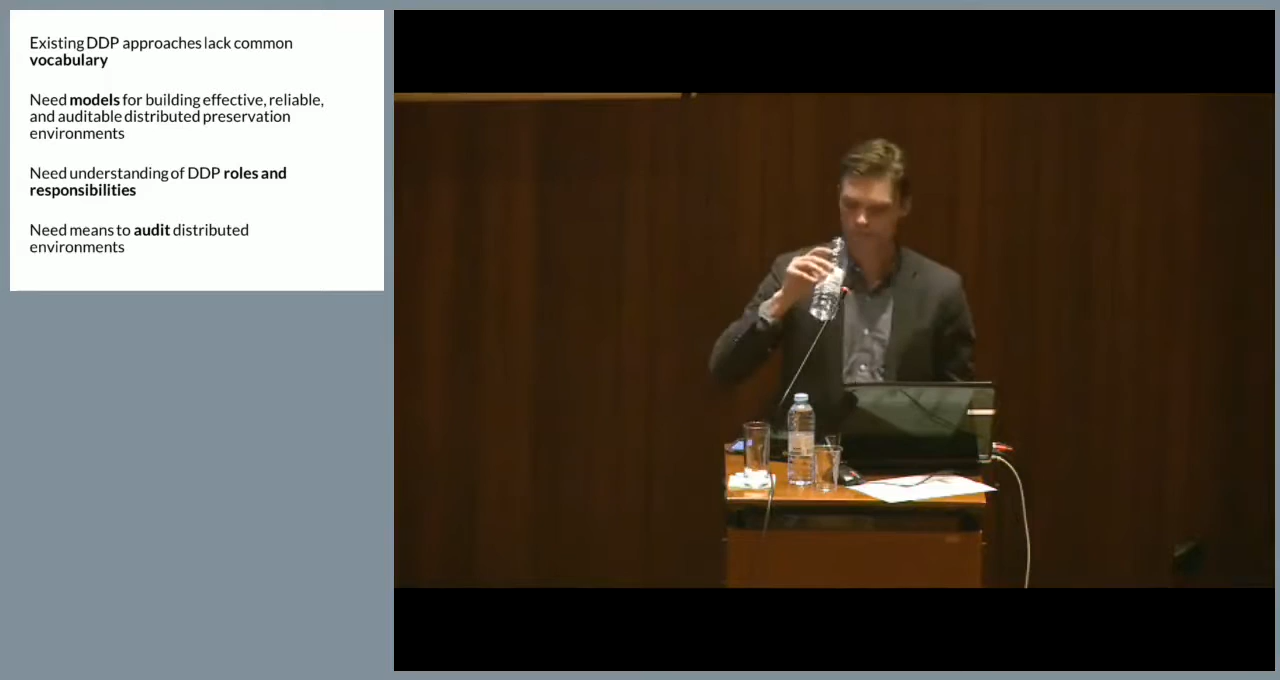 Existing DDP approaches lack common
vocabulary
Need models for building effective, reliable,
and auditable distributed preservation
environments
Need understanding of DDP roles and
responsibilities
Need means to audit distributed
environments